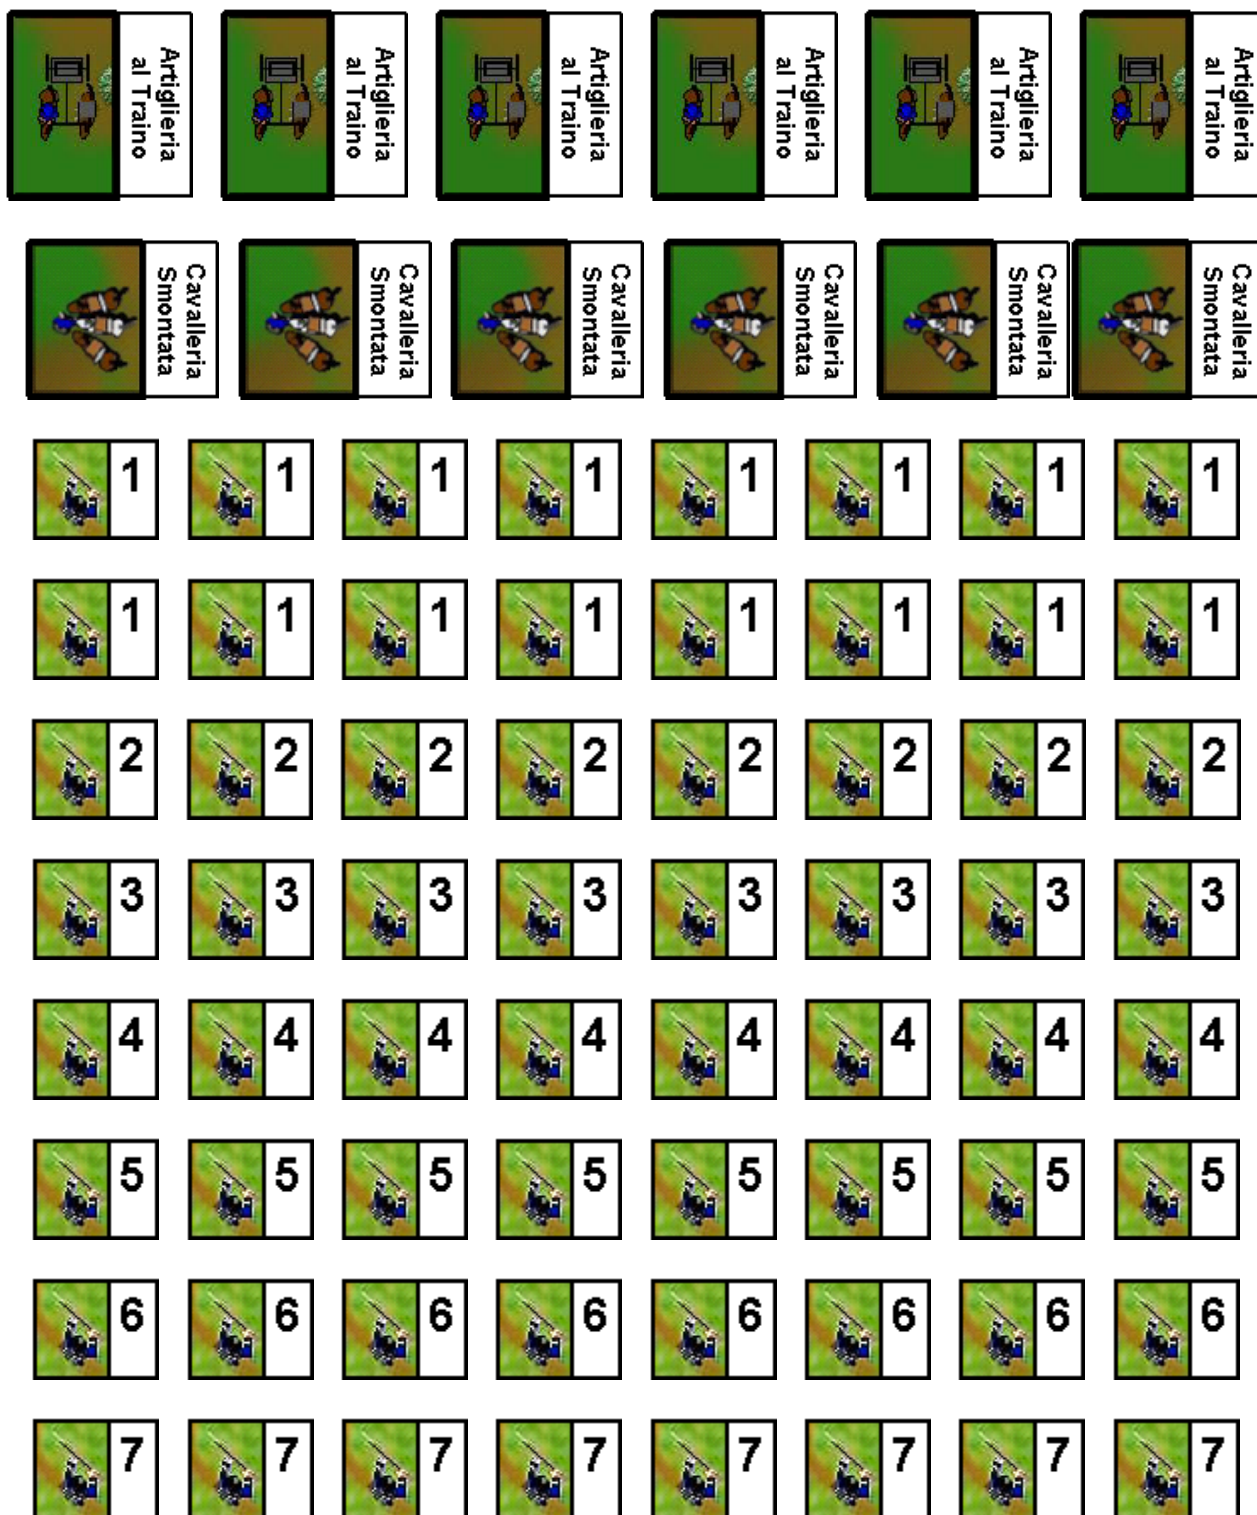 Artiglieria
al Traino
Artiglieria
al Traino
Artiglieria
al Traino
Artiglieria
al Traino
Artiglieria
al Traino
Artiglieria
al Traino
Cavalleria
Smontata
Cavalleria
Smontata
Cavalleria
Smontata
Cavalleria
Smontata
Cavalleria
Smontata
Cavalleria
Smontata
1 1 1 1 1 1 1 1
1 1 1 1 1 1 1 1
2 2 2 2 2 2 2 2
3 3 3 3 3 3 3 3
4 4 4 4 4 4 4 4
5 5 5 5 5 5 5 5
6 6 6 6 6 6 6 6
7 7 7 7 7 7 7 7